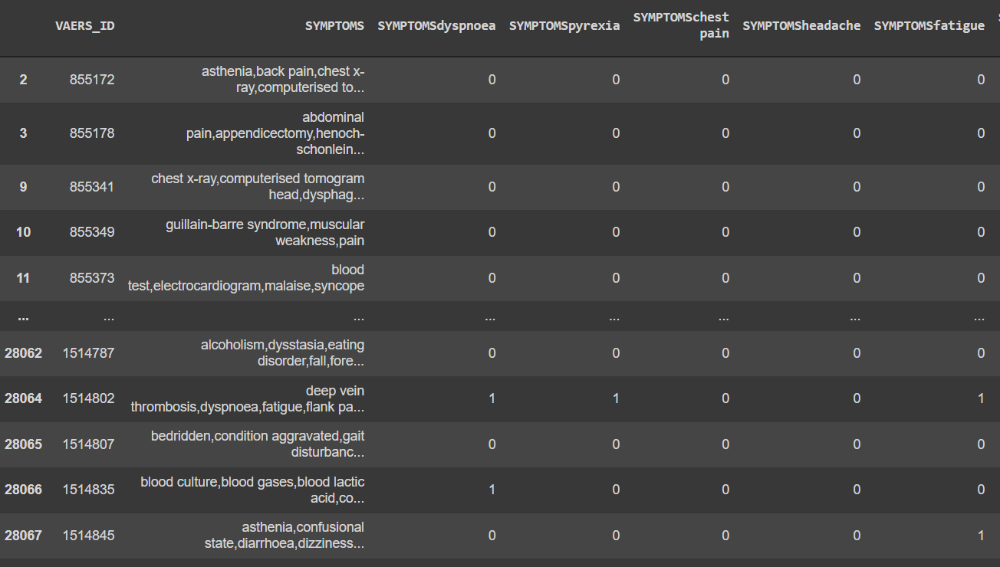 VAERS_ID SYMPTOMS SYMPTOMSdyspnoea SYMPTOMSpyrexia SYMPTOMSchest pain SYMPTOMSheadache SYMPTOMSfatigue
2 855172 asthenia,back pain,chest x-
ray,computerised to... 0 0 0 0 0
3 855178 abdominal
pain,appendicectomy,henoch-
schonlein... 0 0 0 0 0
9 855341 chest x-ray,computerised tomogram
head,dysphag... 0 0 0 0 0
10 855349 guillain-barre syndrome,muscular
weakness,pain 0 0 0 0 0
11 855373 blood
test,electrocardiogram,malaise,syncope 0 0 0 0 0
... ... ... ... ... ... ... ...
28062 1514787 alcoholism,dysstasia,eating
disorder,fall,fore... 0 0 0 0 0
28064 1514802 deep vein
thrombosis,dyspnoea,fatigue,flank pa... 1 1 0 0 1
28065 1514807 bedridden,condition aggravated,gait
disturbanc... 0 0 0 0 0
28066 1514835 blood culture,blood gases,blood lactic
acid,co... 1 0 0 0 0
28067 1514845 asthenia,confusional
state,diarrhoea,dizziness... 0 0 0 0 1